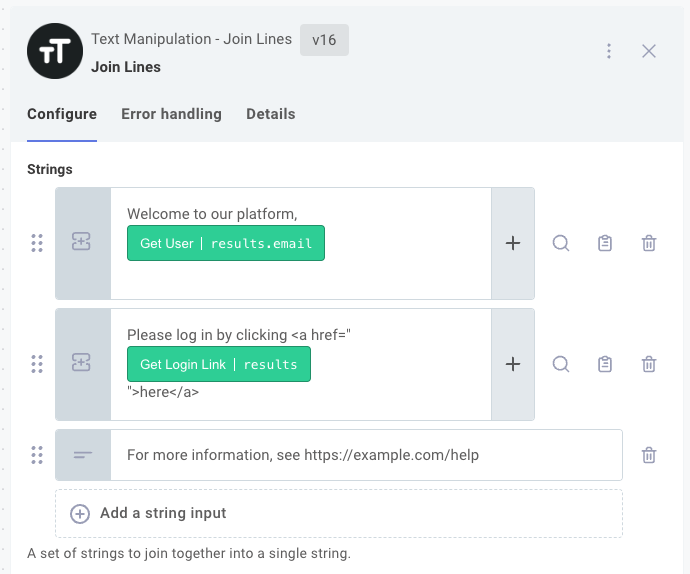 TT
Text Manipulation - Join Lines v16
Join Lines
Configure Error handling Details
Strings
Welcome to our platform,
Get User | results.email
Please log in by clicking <a href="
Get Login Link | results
">here</a>
For more information, see https://example.com/help
Add a string input
A set of strings to join together into a single string.